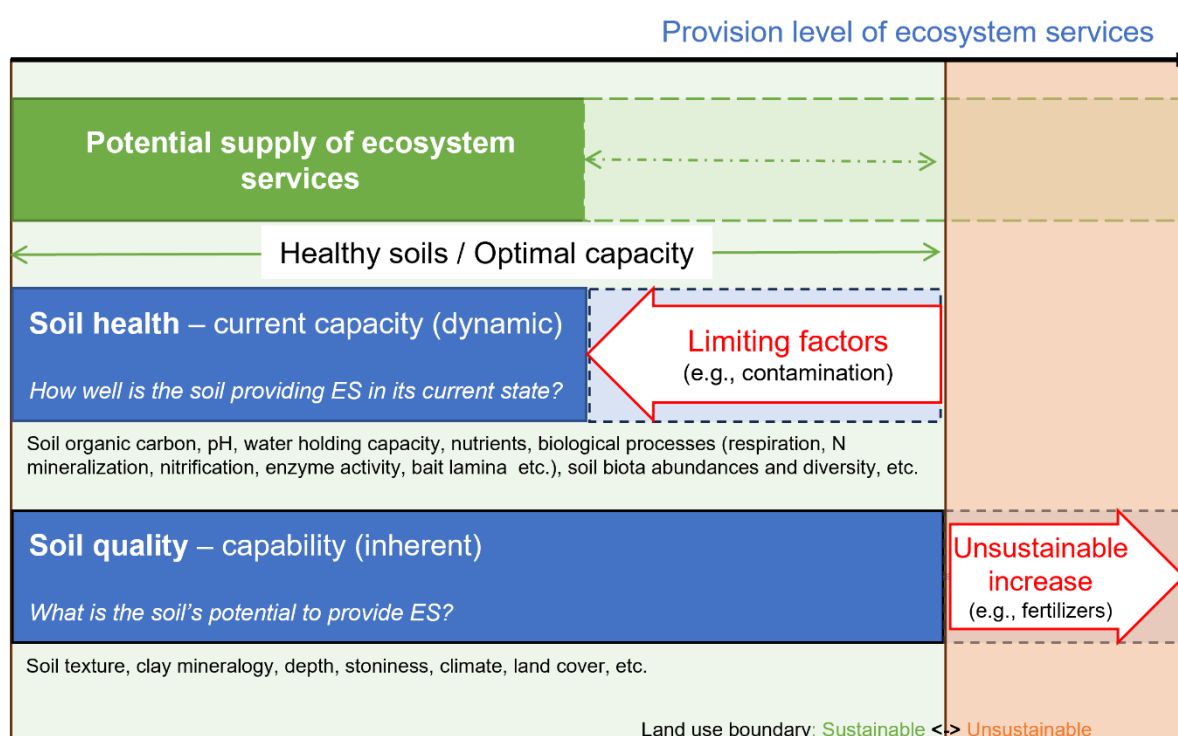 Provision level of ecosystem services
Potential supply of ecosystem
services
Healthy soils / Optimal capacity
Soil health – current capacity (dynamic)
How well is the soil providing ES in its current state?
Limiting factors
(e.g., contamination)
Soil organic carbon, pH, water holding capacity, nutrients, biological processes (respiration, N
mineralization, nitrification, enzyme activity, bait lamina etc.), soil biota abundances and diversity, etc.
Soil quality – capability (inherent)
What is the soil's potential to provide ES?
Unsustainable
increase
(e.g., fertilizers)
Soil texture, clay mineralogy, depth, stoniness, climate, land cover, etc.
Land use boundary: Sustainable <-> Unsustainable